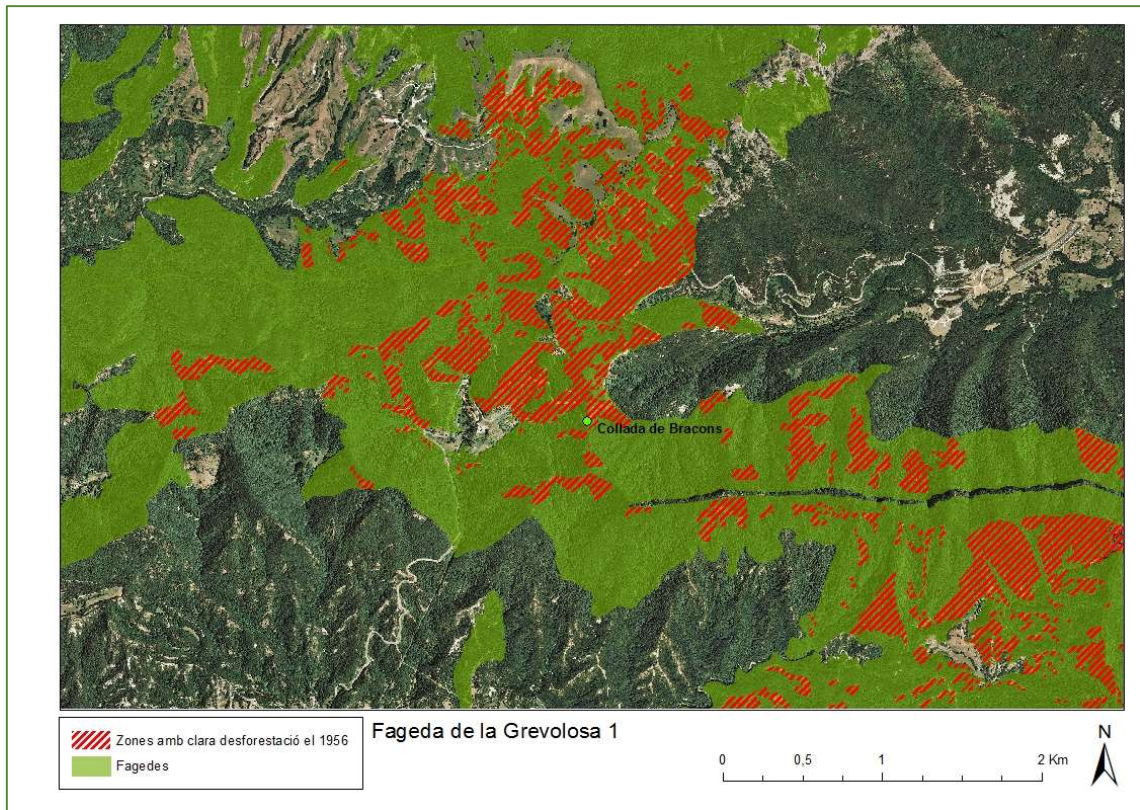 Collada de Bracons
Zones amb clara desforestació el 1956
Fagedes
Fageda de la Grevolosa 1
0 0,5 1 2 Km
N